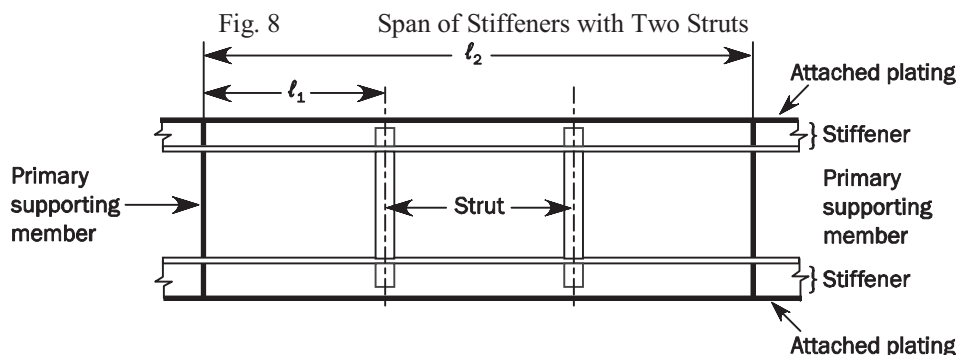 Fig. 8 Span of Stiffeners with Two Struts
ℓ2
ℓ1
Attached plating
Stiffener
Primary
supporting
member
Strut
Primary
supporting
member
Stiffener
Attached plating